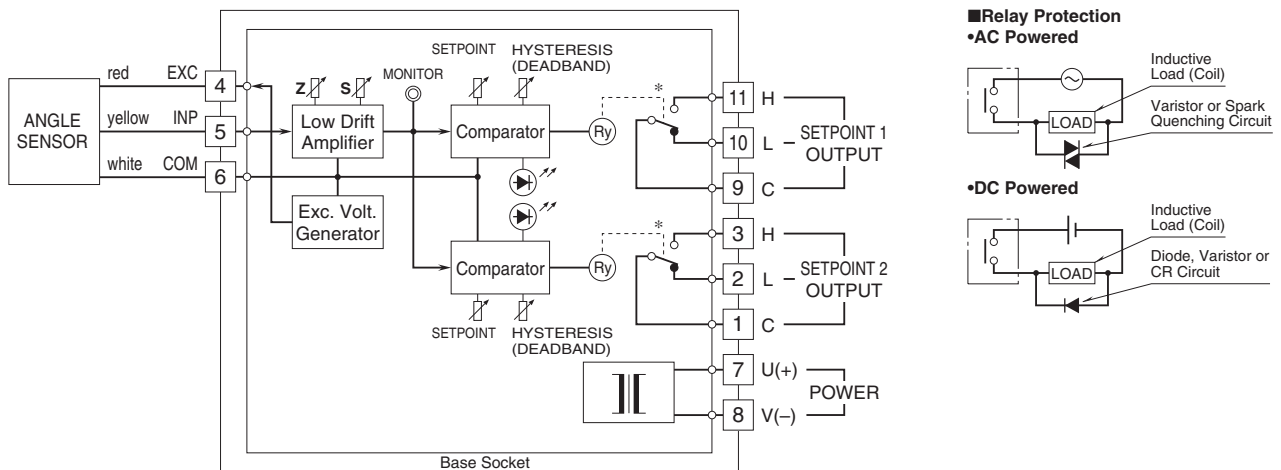 SETPOINT
HYSTERESIS
(DEADBAND)
MONITOR
Z
S
*
red EXC 4
yellow INP 5
white COM 6
ANGLE
SENSOR
Low Drift
Amplifier
Comparator
Ry
Exc. Volt.
Generator
11 H
10 L
9 C
SETPOINT 1
OUTPUT
*
Comparator
Ry
3 H
2 L
1 C
SETPOINT 2
OUTPUT
SETPOINT
HYSTERESIS
(DEADBAND)
7 U(+)
8 V(–)
POWER
Base Socket
■Relay Protection
•AC Powered
Inductive
Load (Coil)
Varistor or Spark
Quenching Circuit
LOAD
•DC Powered
Inductive
Load (Coil)
Diode, Varistor or
CR Circuit
LOAD